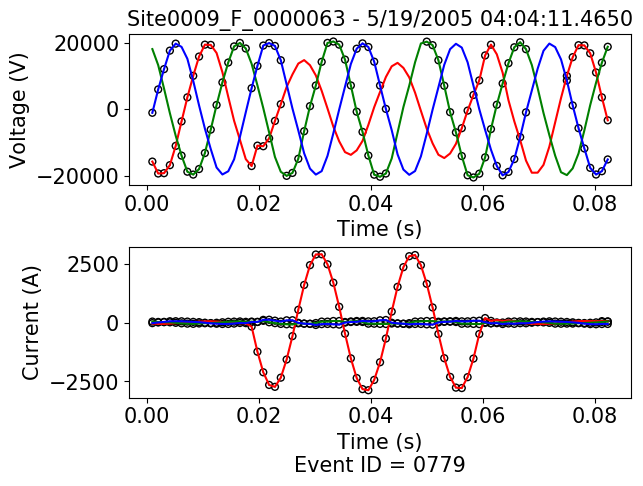 Site0009_F_0000063 - 5/19/2005 04:04:11.4650
Voltage (V)
20000
0
−20000
0.00 0.02 0.04 0.06 0.08
Time (s)
Current (A)
2500
0
−2500
0.00 0.02 0.04 0.06 0.08
Time (s)
Event ID = 0779